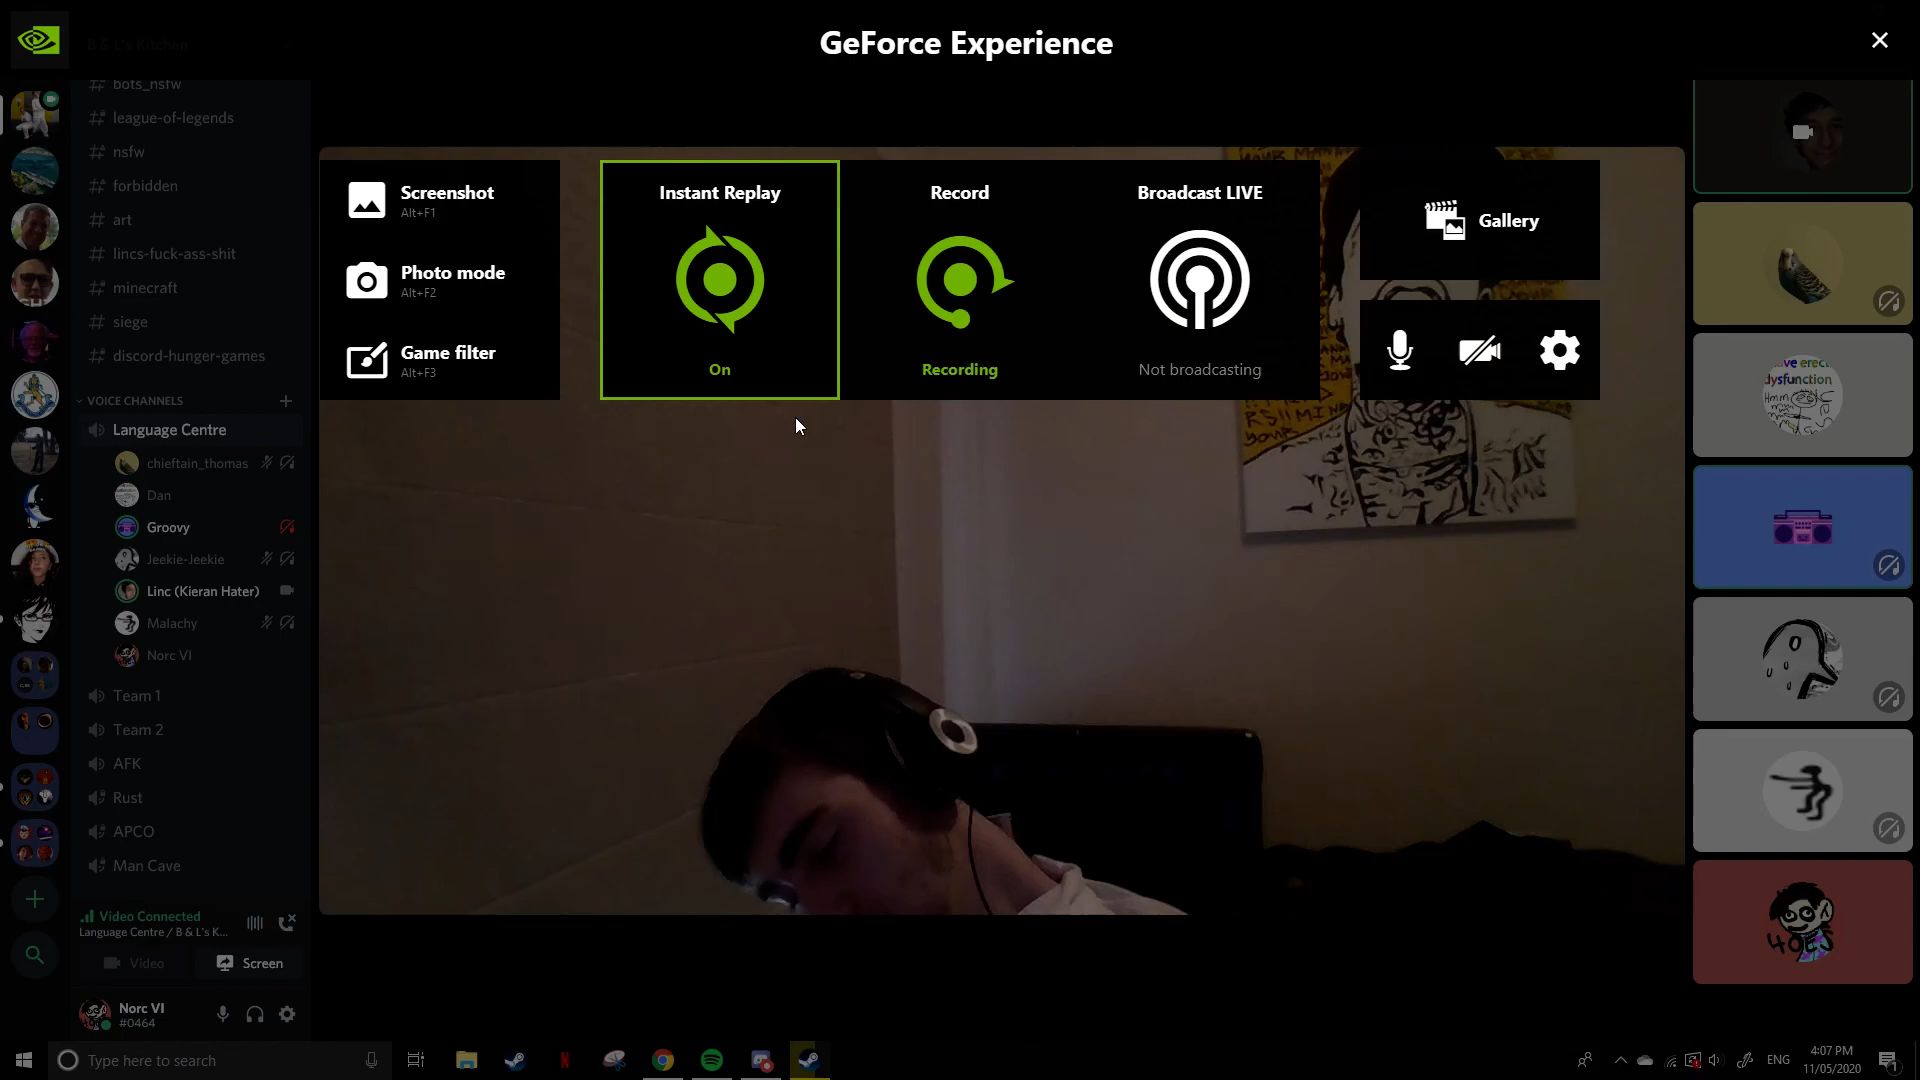 GeForce Experience
B & L's Kitchen
bots_nsfw
league-of-legends
nsfw
forbidden
art
lincs-fuck-ass-shit
minecraft
siege
discord-hunger-games
VOICE CHANNELS
Language Centre
chieftain_thomas
Dan
Groovy
Jeekie-Jeekie
Linc (Kieran Hater)
Malachy
Norc VI
Team 1
Team 2
AFK
Rust
APCO
Man Cave
Video Connected
Language Centre / B & L's K...
Video
Screen
Norc VI
#0464
Screenshot
Alt+F1
Photo mode
Alt+F2
Game filter
Alt+F3
Instant Replay
On
Record
Recording
Broadcast LIVE
Not broadcasting
Gallery
dysfunction
Hmm
40ES
Type here to search
ENG
4:07 PM
11/05/2020
1